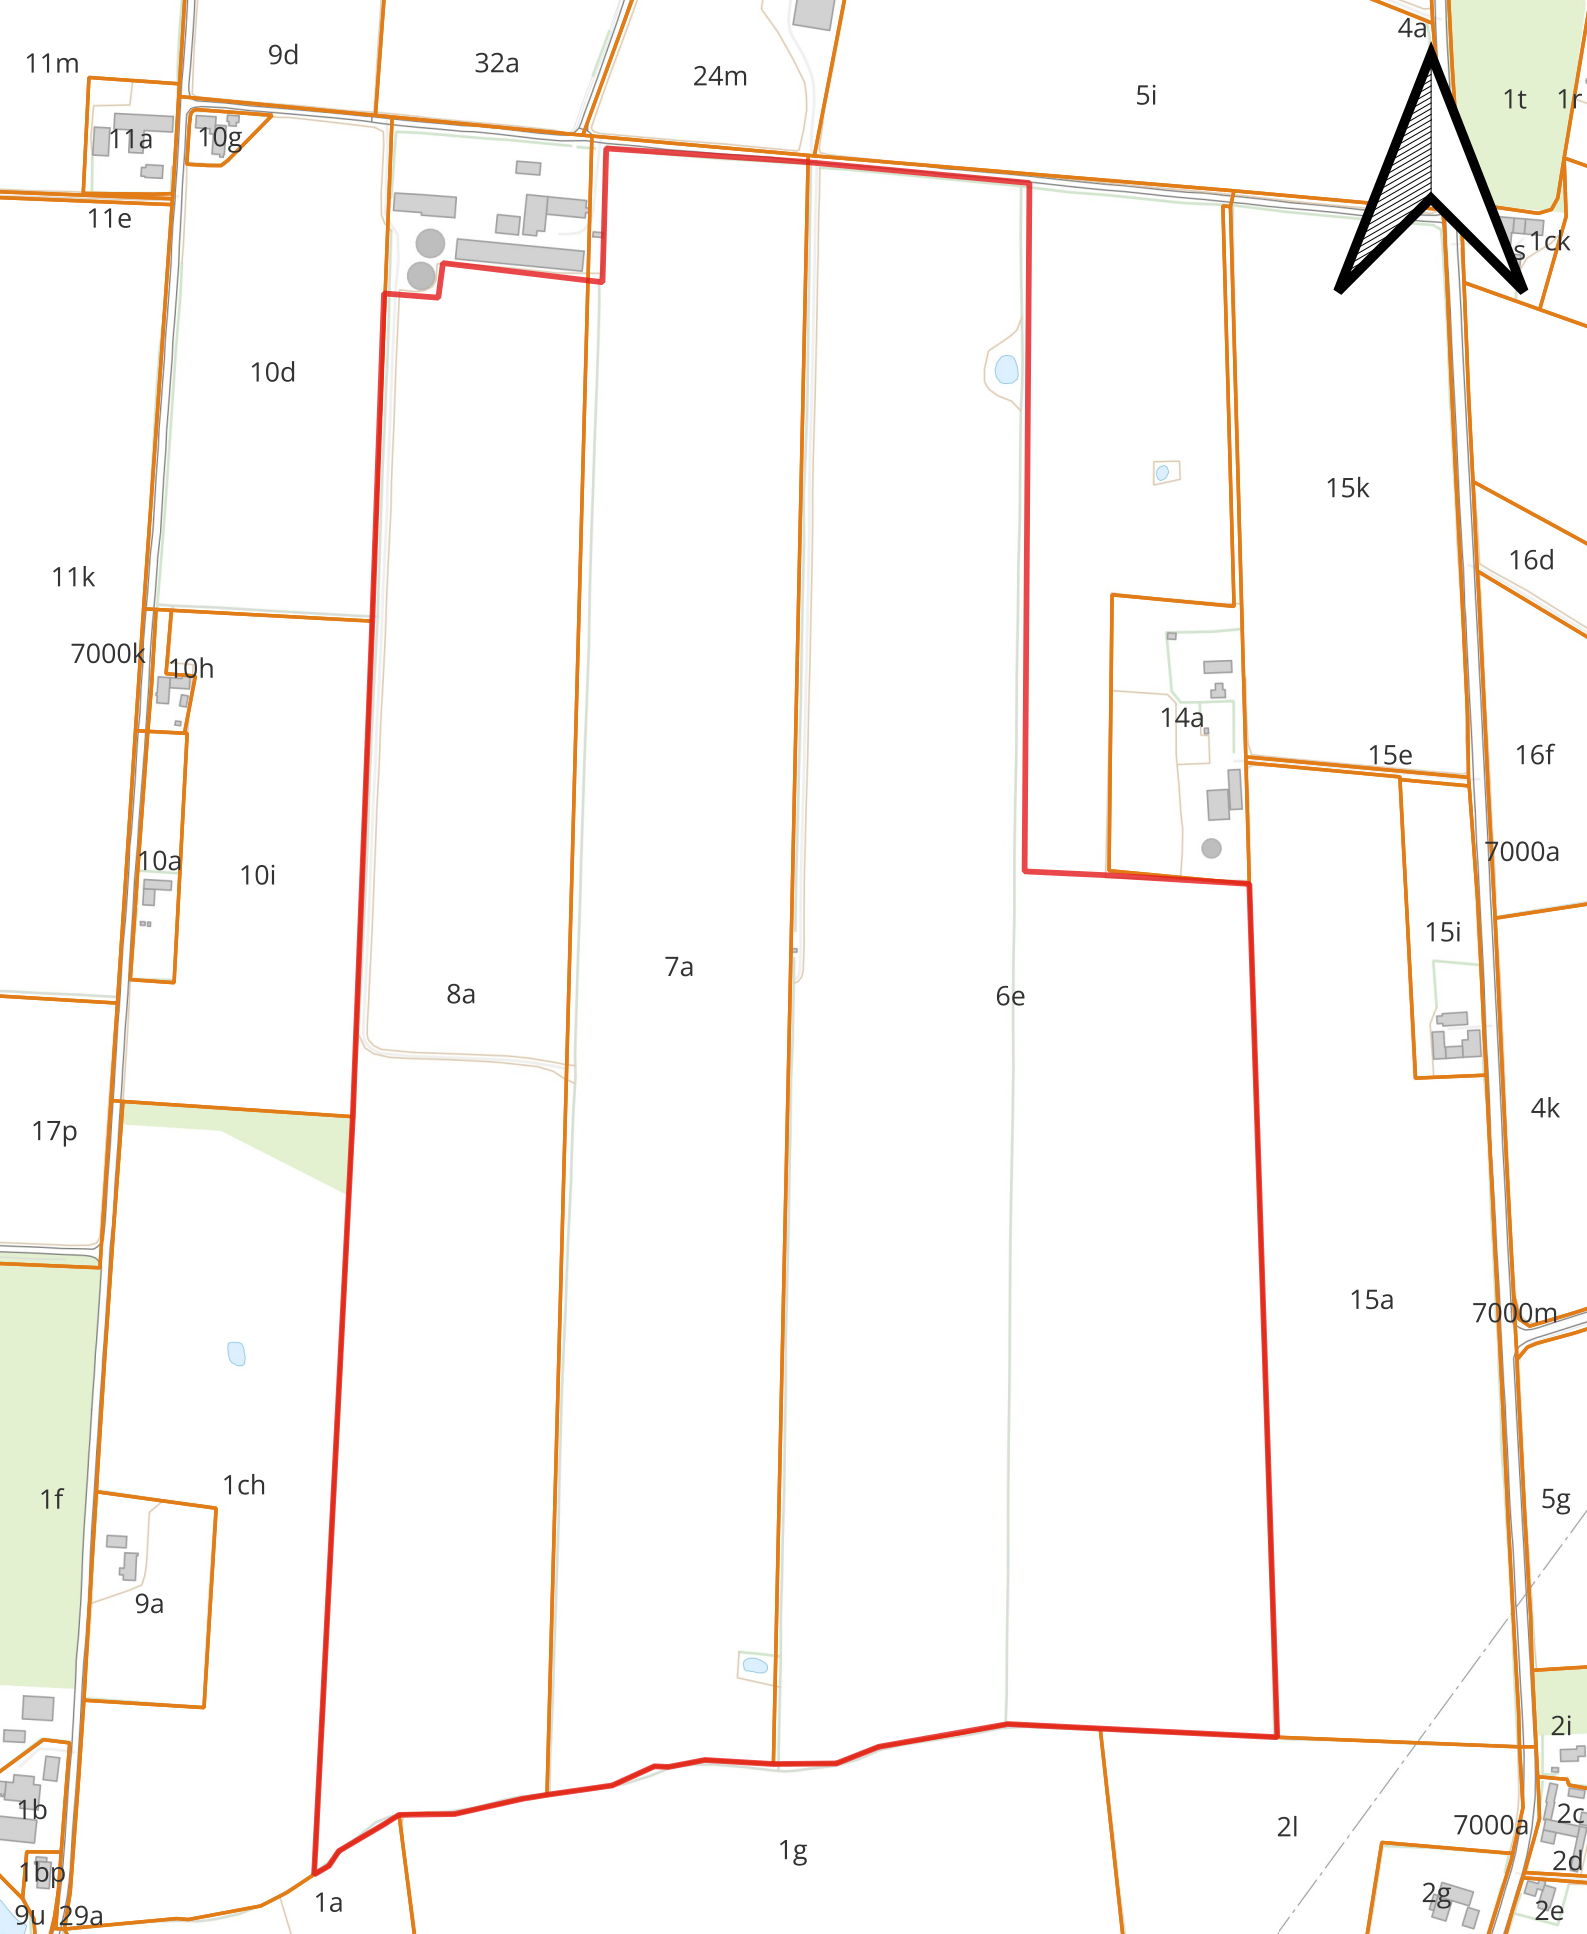 4a
9d
11m
32a
24m
5i
1t
1r
11a
10g
11e
1ck
s
10d
15k
16d
11k
7000k
10h
14a
15e
16f
7000a
10a
10i
15i
7a
8a
6e
4k
17p
15a
7000m
1ch
1f
5g
9a
2i
1b
2c
2l
7000a
1g
2d
1bp
2g
1a
2e
9u
29a